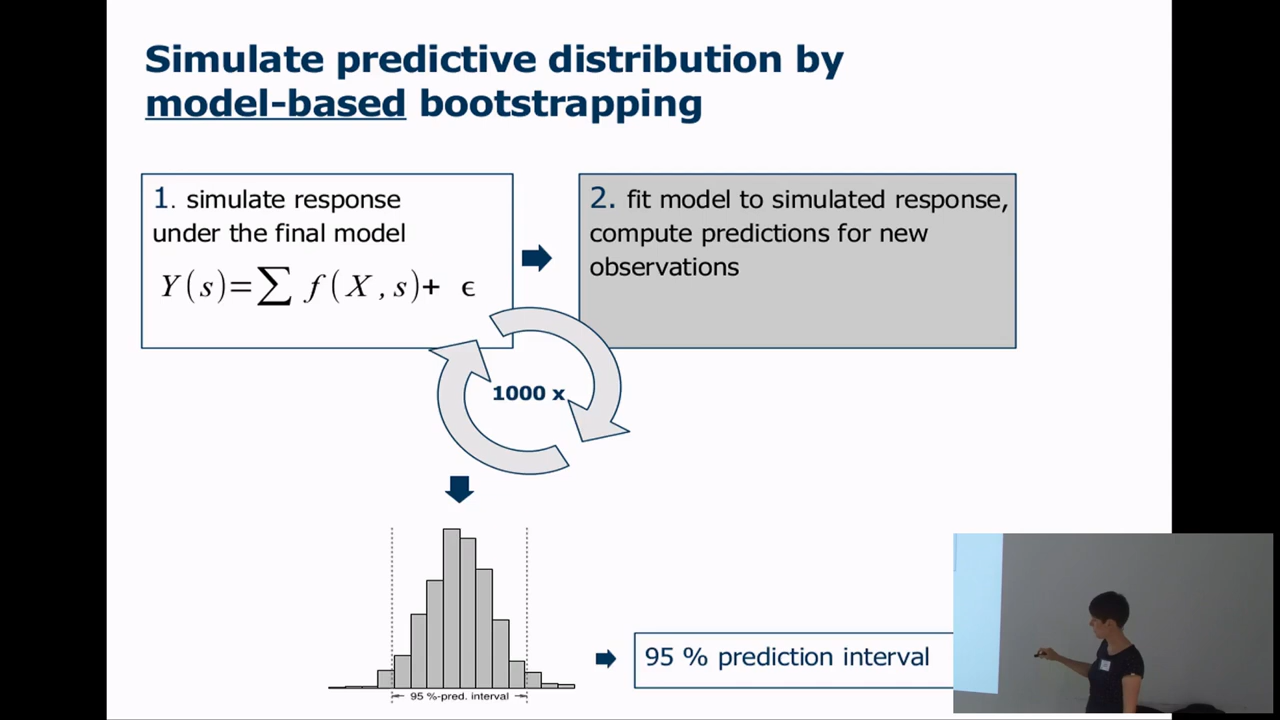 Simulate predictive distribution by
model-based bootstrapping
1. simulate response
under the final model
Y(s)=∑ f(X,s)+ ϵ
2. fit model to simulated response,
compute predictions for new
observations
1000 x
95 %-pred. interval
95 % prediction interval